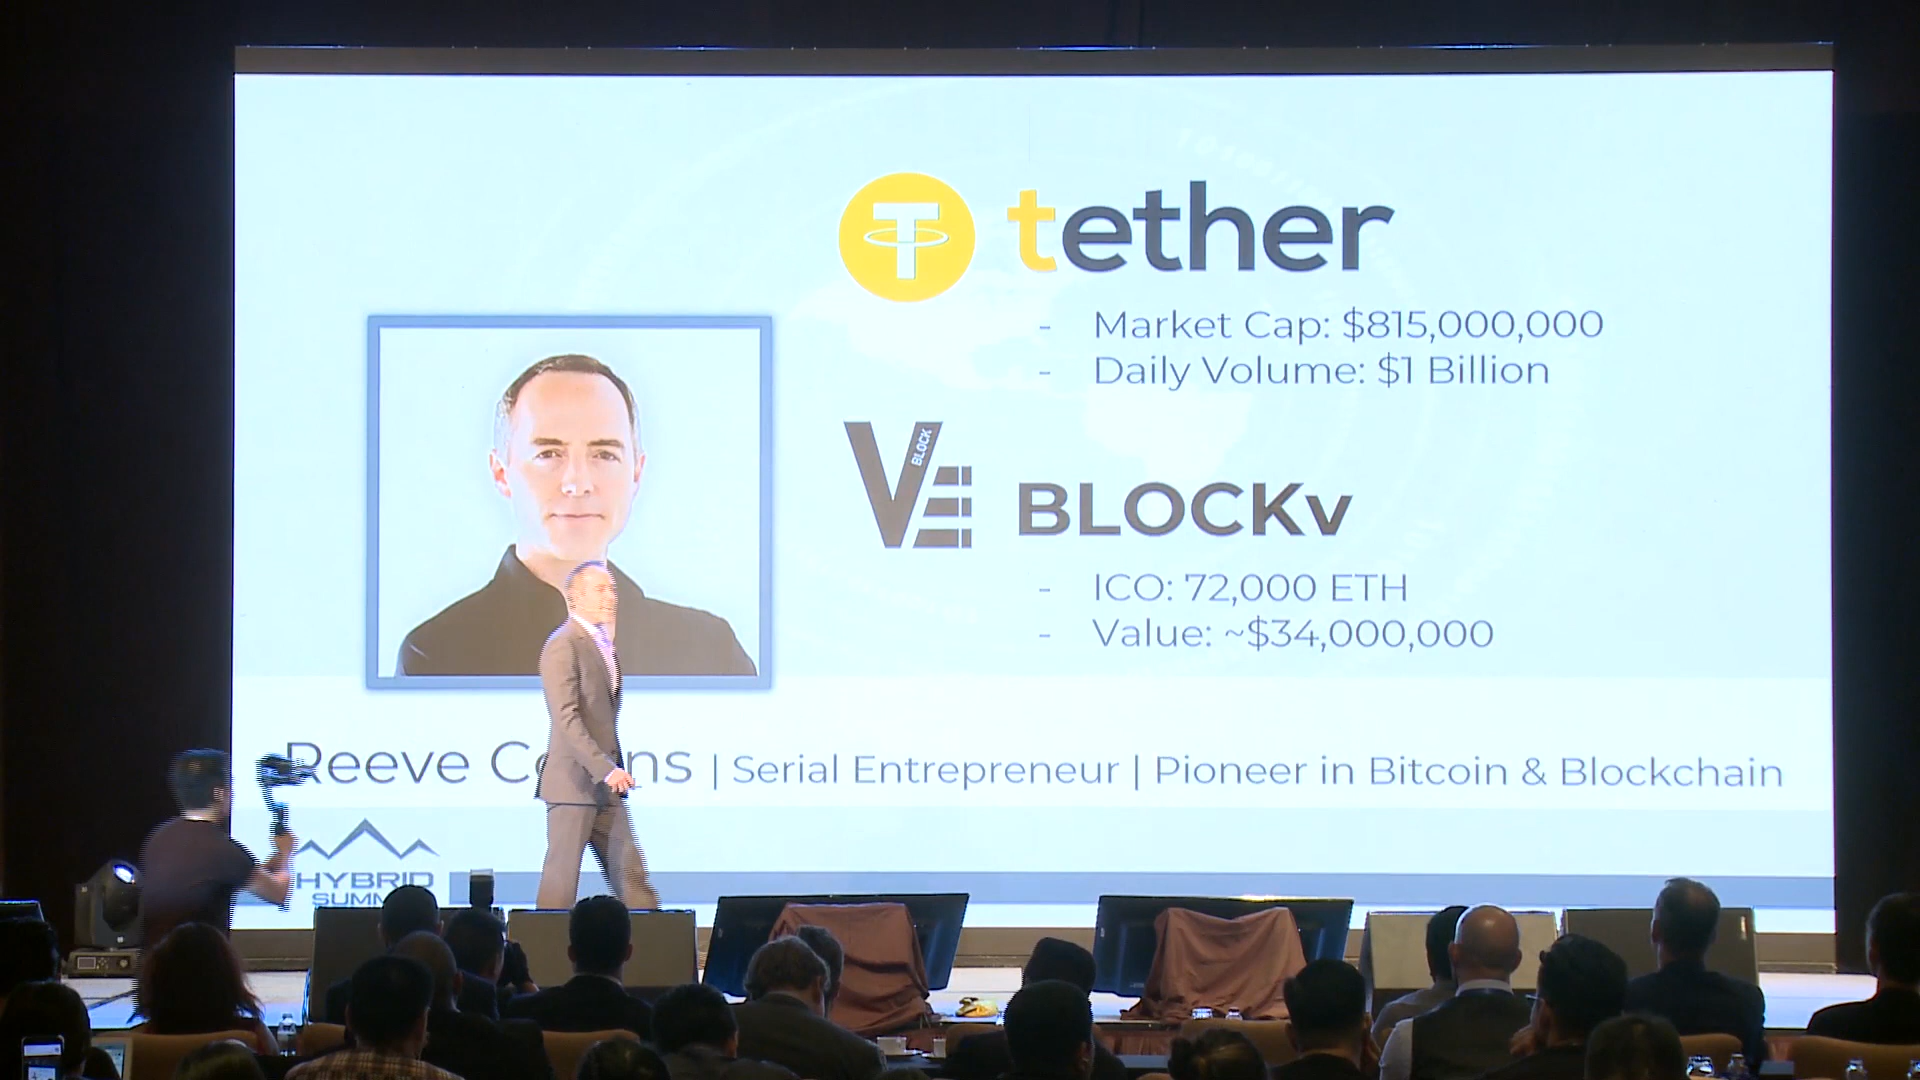 tether
- Market Cap: $815,000,000
- Daily Volume: $1 Billion
BLOCK
BLOCKv
- ICO: 72,000 ETH
- Value: ~$34,000,000
Reeve | Serial Entrepreneur | Pioneer in Bitcoin & Blockchain
HYBRID